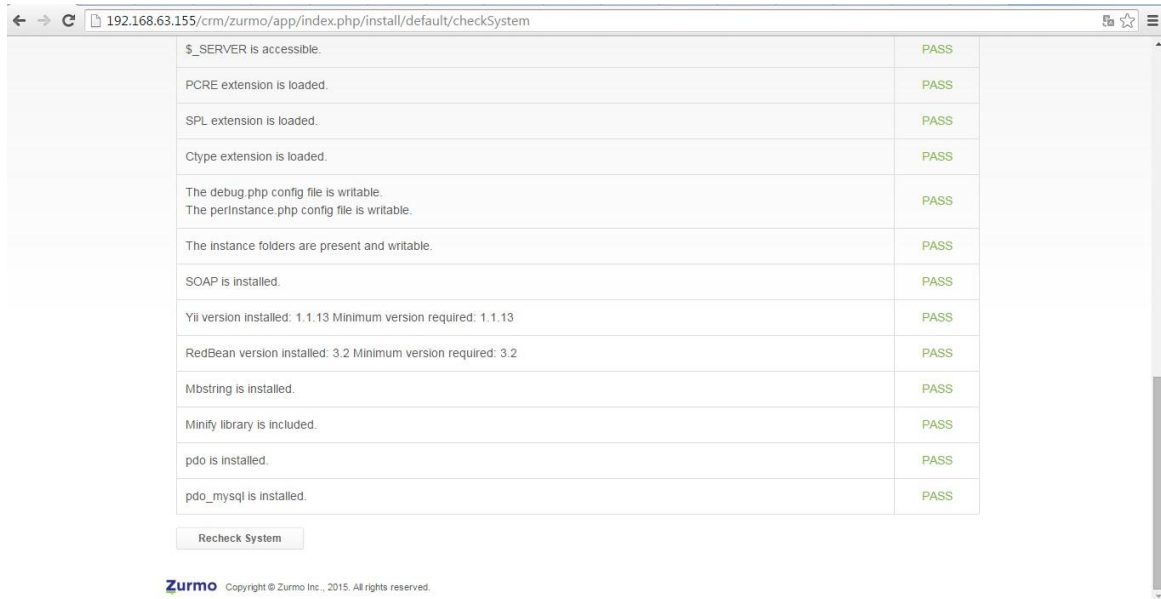 192.168.63.155/crm/zurmo/app/index.php/install/default/checkSystem
$_SERVER is accessible. PASS
PCRE extension is loaded. PASS
SPL extension is loaded. PASS
Ctype extension is loaded. PASS
The debug.php config file is writable.
The perInstance.php config file is writable. PASS
The instance folders are present and writable. PASS
SOAP is installed. PASS
Yii version installed: 1.1.13 Minimum version required: 1.1.13 PASS
RedBean version installed: 3.2 Minimum version required: 3.2 PASS
Mbstring is installed. PASS
Minify library is included. PASS
pdo is installed. PASS
pdo_mysql is installed. PASS
Recheck System
Zurmo Copyright © Zurmo Inc., 2015. All rights reserved.